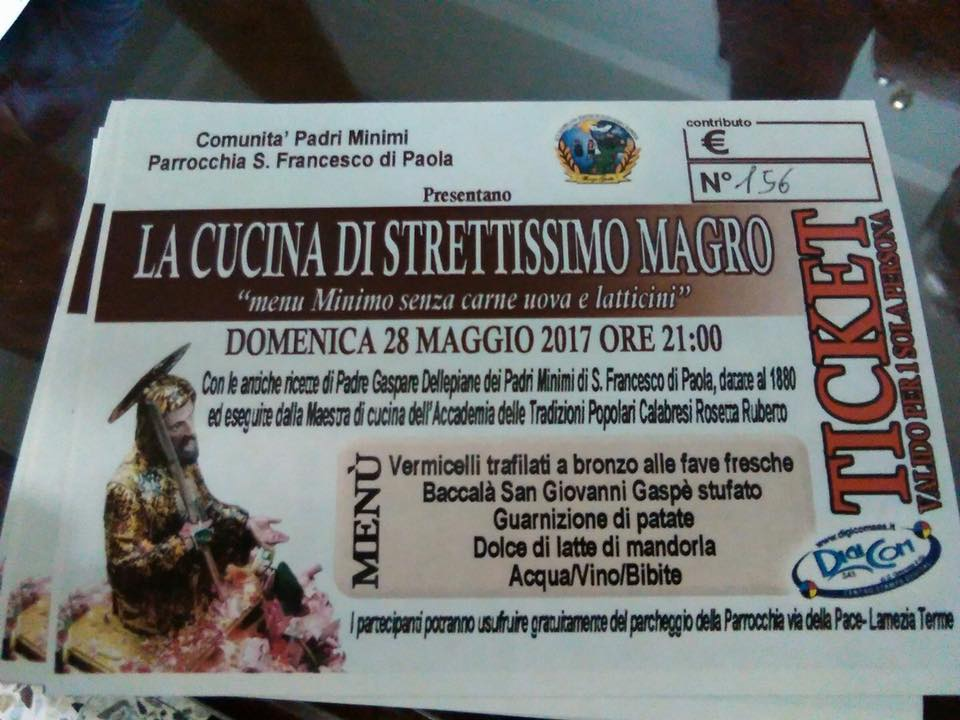 Comunita' Padri Minimi
Parrocchia S. Francesco di Paola
contributo
€
N° 156
Presentano
LA CUCINA DI STRETTISSIMO MAGRO
"menu Minimo senza carne uova e latticini"
DOMENICA 28 MAGGIO 2017 ORE 21:00
Con le antiche ricette di Padre Gaspare Dellepiane dei Padri Minimi di S. Francesco di Paola, datate al 1880
ed eseguite dalla Maestra di cucina dell'Accademia delle Tradizioni Popolari Calabresi Rosetta Ruberto
MENÙ
Vermicelli trafilati a bronzo alle fave fresche
Baccalà San Giovanni Gaspè stufato
Guarnizione di patate
Dolce di latte di mandorla
Acqua/Vino/Bibite
I partecipanti potranno usufruire gratuitamente del parcheggio della Parrocchia via della Pace- Lamezia Terme
TICKET
VALIDO PER 1 SOLA PERSONA
www.digicomsas.it
DIGICOM
SAS